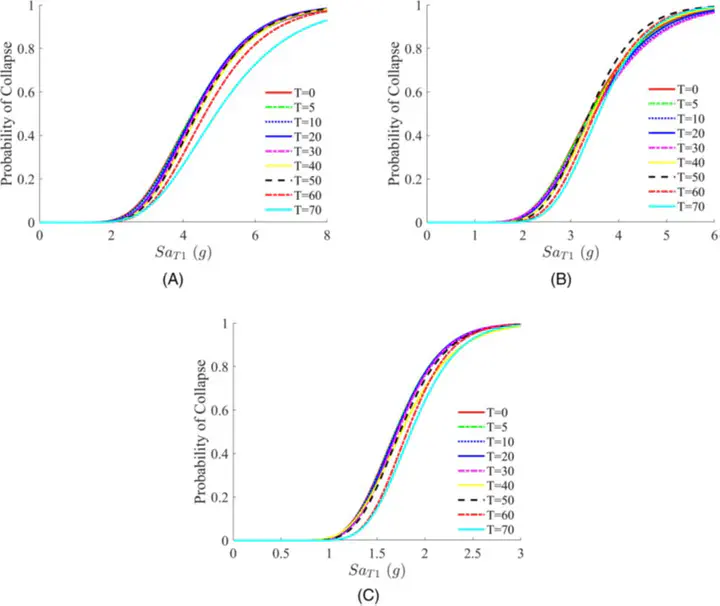 1
0.8
0.6
0.4
0.2
0
Probability of Collapse
T=0
T=5
T=10
T=20
T=30
T=40
T=50
T=60
T=70
0 2 4 6 8
SaT1 (g)
(A)
1
0.8
0.6
0.4
0.2
0
Probability of Collapse
T=0
T=5
T=10
T=20
T=30
T=40
T=50
T=60
T=70
0 1 2 3 4 5 6
SaT1 (g)
(B)
1
0.8
0.6
0.4
0.2
0
Probability of Collapse
T=0
T=5
T=10
T=20
T=30
T=40
T=50
T=60
T=70
0 0.5 1 1.5 2 2.5 3
SaT1 (g)
(C)